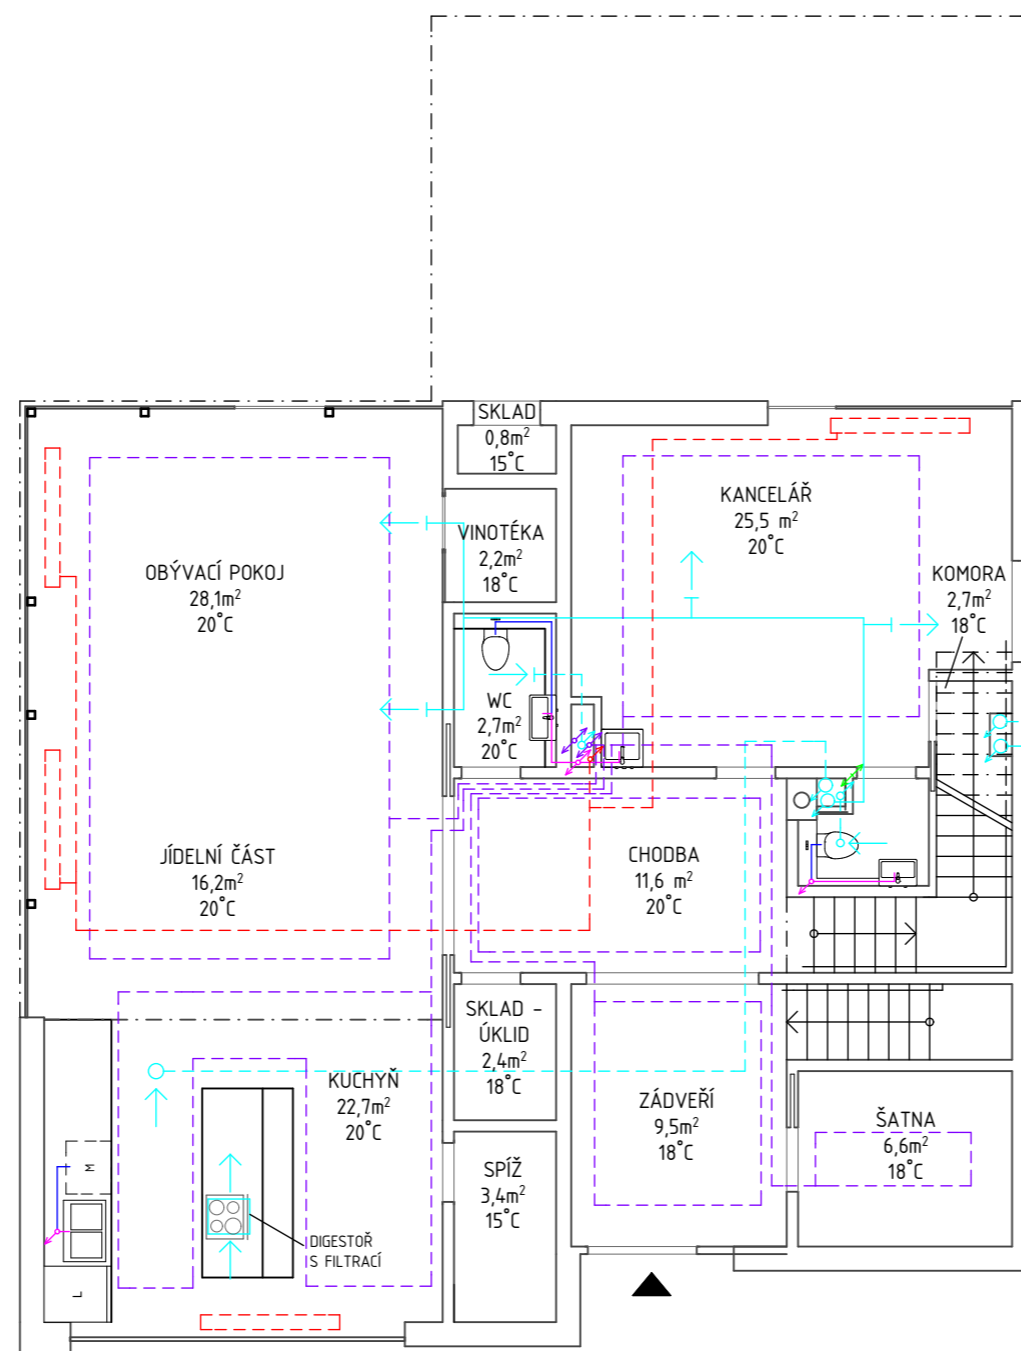 SKLAD
0,8m²
15°C
VINOTÉKA
2,2m²
18°C
KANCELÁŘ
25,5 m²
20°C
OBÝVACÍ POKOJ
28,1m²
20°C
KOMORA
2,7m²
18°C
WC
2,7m²
20°C
JÍDELNÍ ČÁST
16,2m²
20°C
CHODBA
11,6 m²
20°C
SKLAD -
ÚKLID
2,4m²
18°C
KUCHYŇ
22,7m²
20°C
ZÁDVEŘÍ
9,5m²
18°C
ŠATNA
6,6m²
18°C
SPÍŽ
3,4m²
15°C
M
DIGESTOŘ
S FILTRACÍ
L